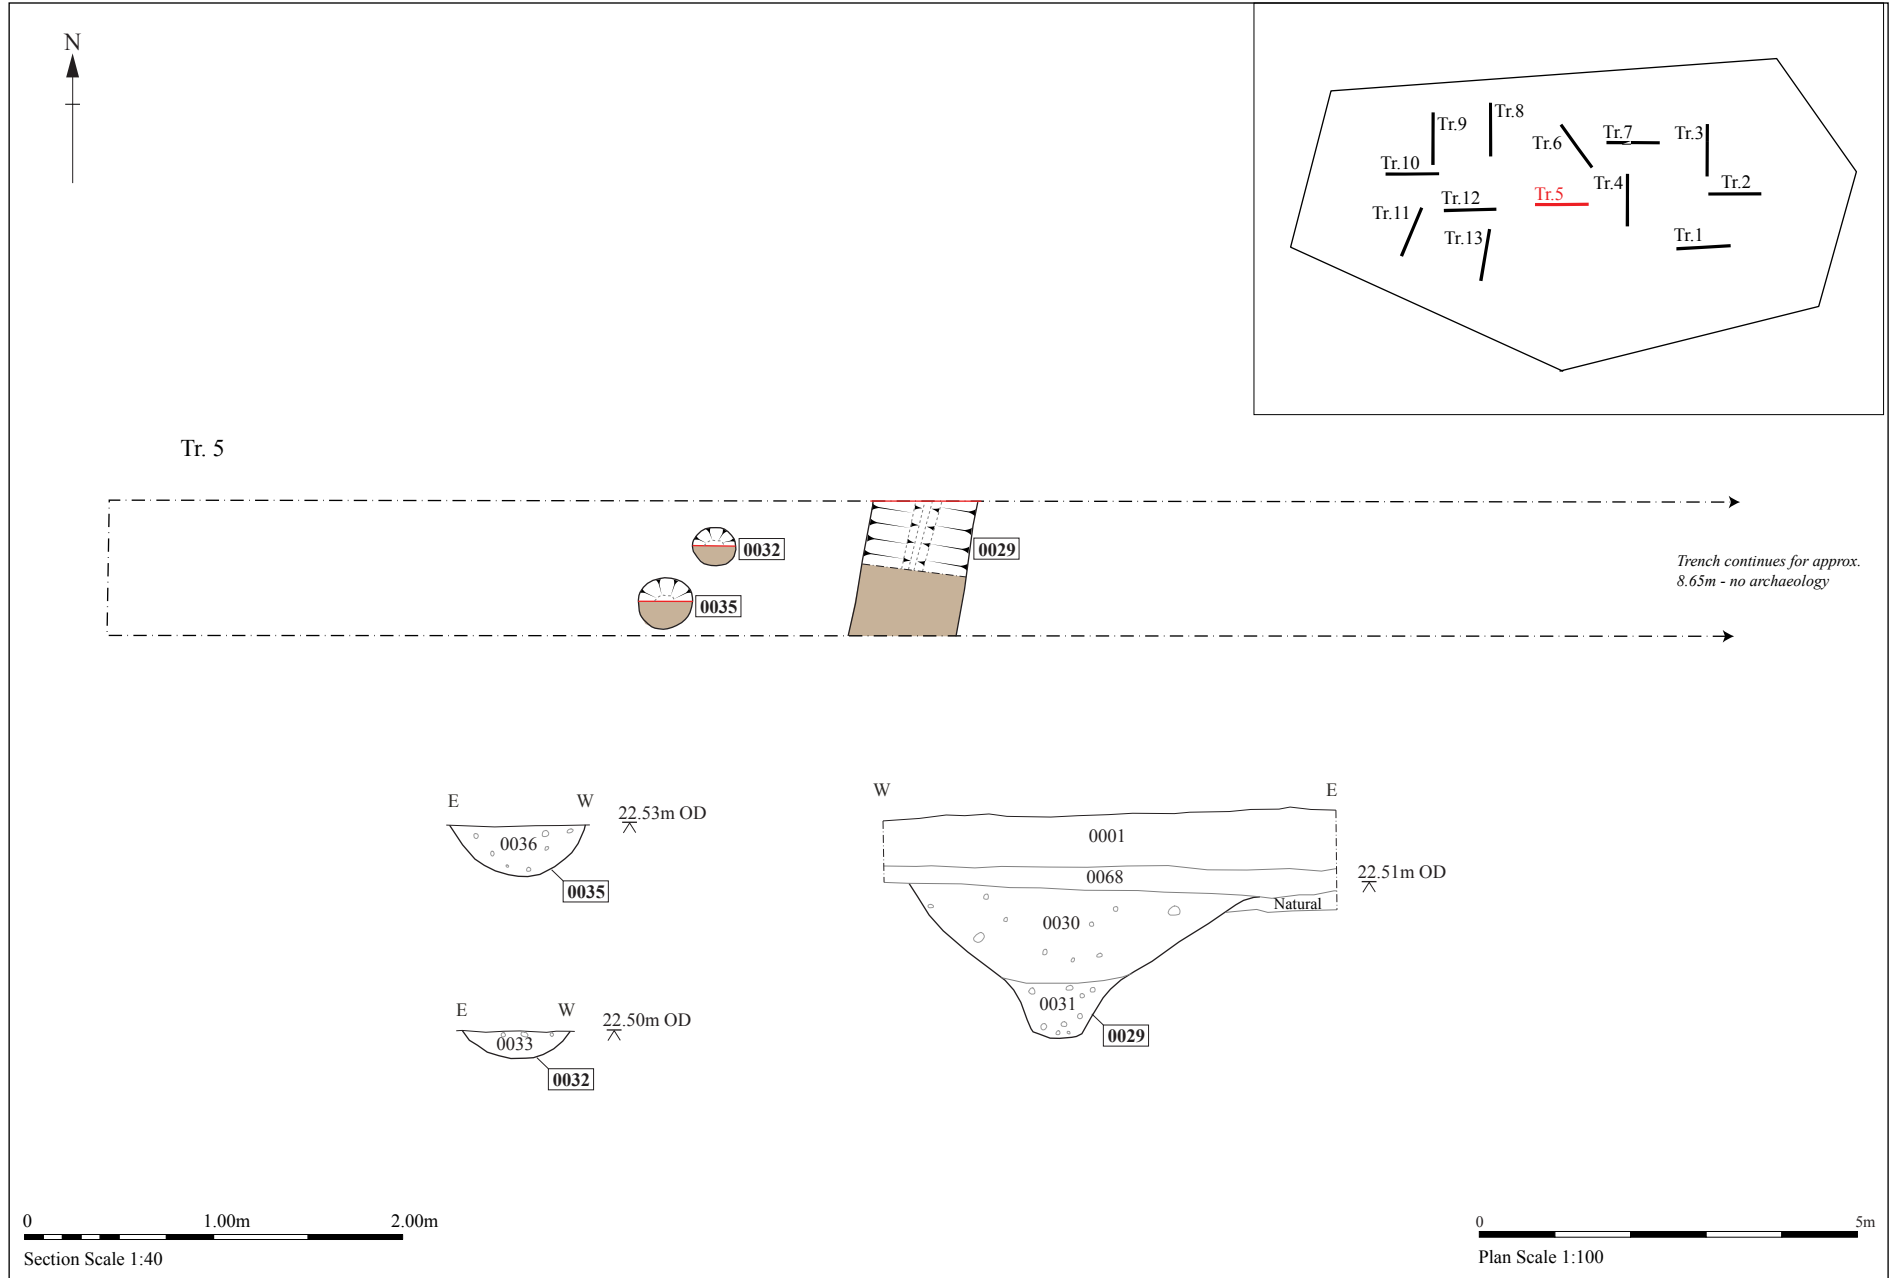 N
Tr.8
Tr.9
Tr.6
Tr.7
Tr.3
Tr.10
Tr.4
Tr.2
Tr.5
Tr.12
Tr.11
Tr.13
Tr.1
Tr. 5
0032
0029
0035
Trench continues for approx.
8.65m - no archaeology
E W 22.53m OD
0036
0035
E W 22.50m OD
0033
0032
W E
0001
0068
22.51m OD
Natural
0030
0031
0029
0 1.00m 2.00m
Section Scale 1:40
0 5m
Plan Scale 1:100